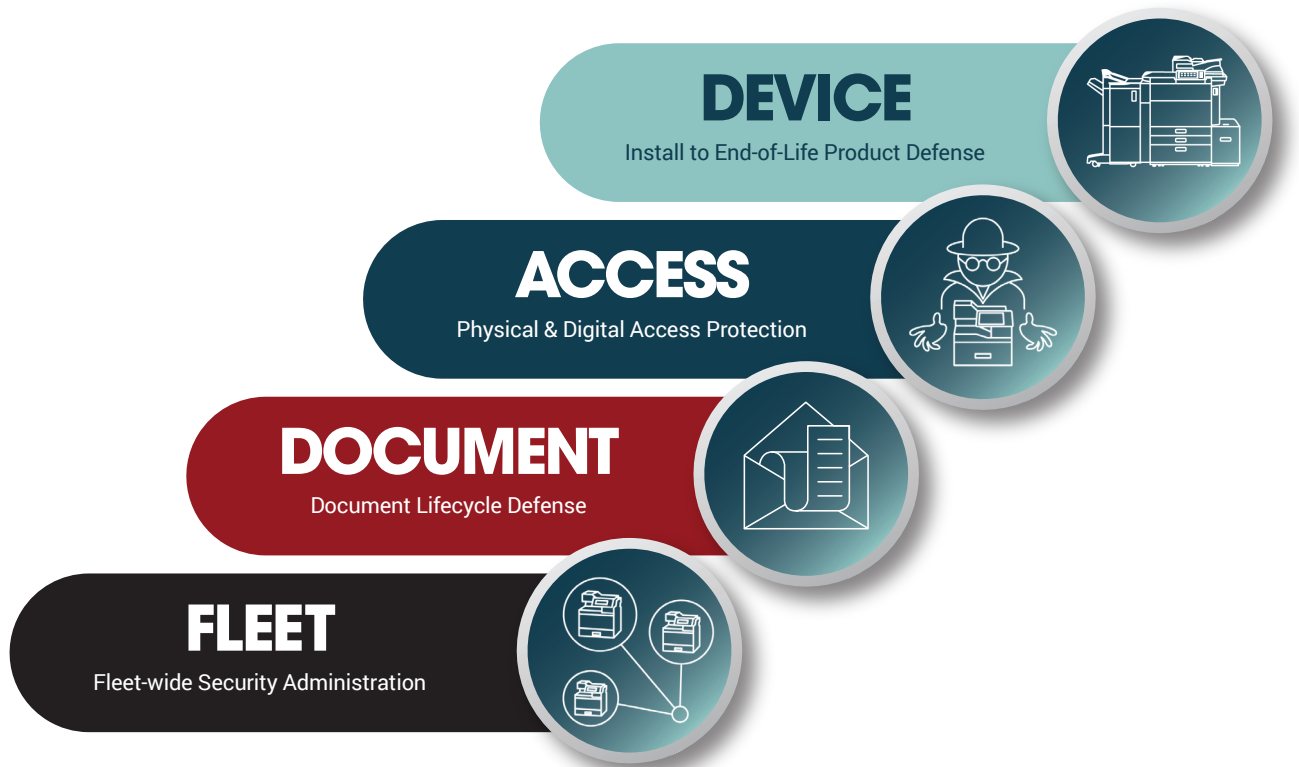 DEVICE
Install to End-of-Life Product Defense
ACCESS
Physical & Digital Access Protection
DOCUMENT
Document Lifecycle Defense
FLEET
Fleet-wide Security Administration